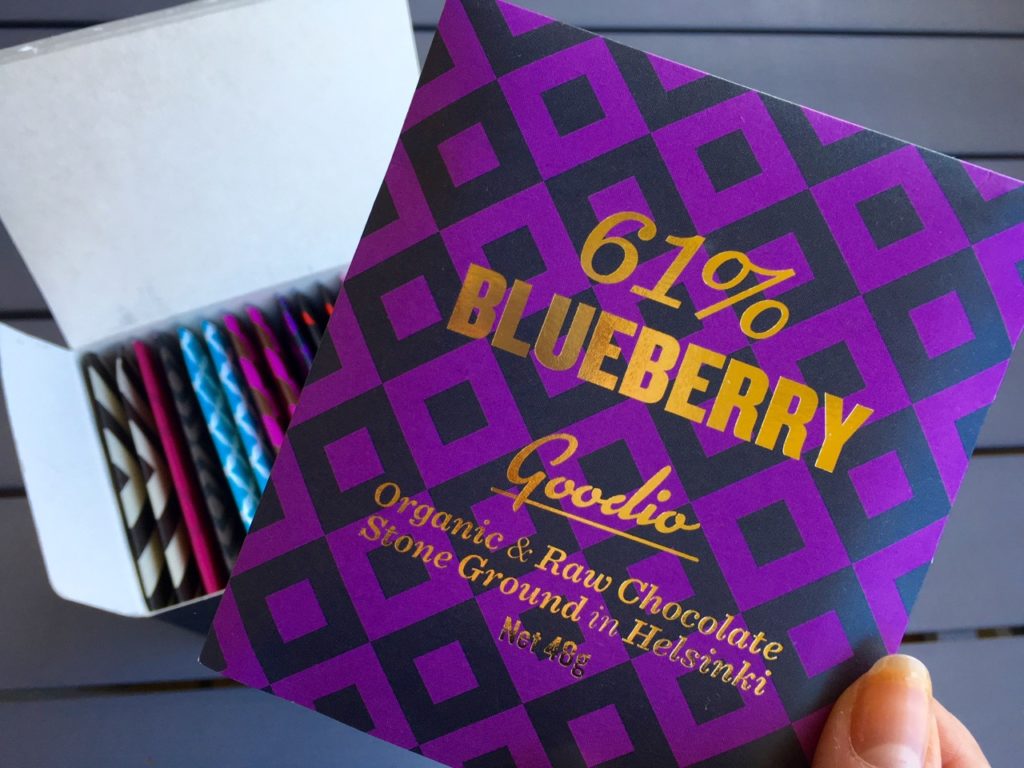 61%
BLUEBERRY
Goodio
Organic & Raw Chocolate
Stone Ground in Helsinki
Net 48g